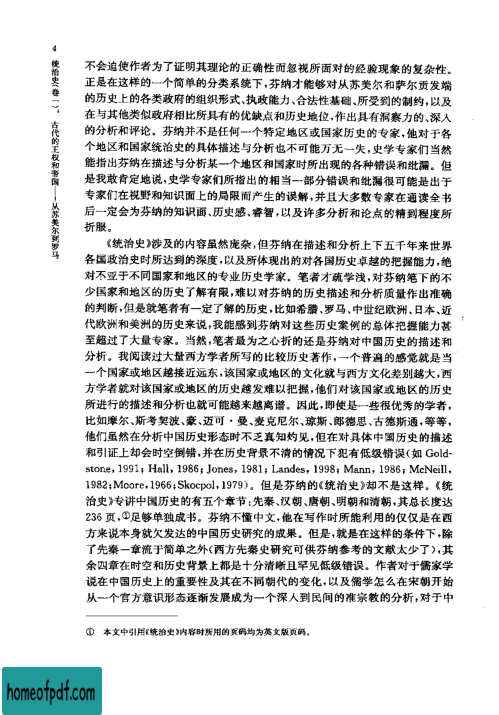 4
统治史(卷一):古代的王权和帝国——从苏美尔到罗马
不会迫使作者为了证明其理论的正确性而忽视所面对的经验现象的复杂性。
正是在这样的一个简单的分类系统下,芬纳才能够对从苏美尔和萨尔贡发端
的历史上的各类政府的组织形式、执政能力、合法性基础、所受到的制约,以及
在与其他类似政府相比所具有的优缺点和历史地位,作出具有洞察力的、深入
的分析和评论。芬纳并不是任何一个特定地区或国家历史的专家,他对于各
个地区和国家统治史的具体描述与分析也不可能万无一失,史学专家们当然
能指出芬纳在描述与分析某一个地区和国家时所出现的各种错误和纰漏。但
是我敢肯定地说,史学专家们所指出的相当一部分错误和纰漏很可能是出于
专家们在视野和知识面上的局限而产生的误解,并且大多数专家在通读全书
后一定会为芬纳的知识面、历史感、睿智,以及许多分析和论点的精到程度所
折服。
《统治史》涉及的内容虽然庞杂,但芬纳在描述和分析上下五千年来世界
各国政治史时所达到的深度,以及所体现出的对各国历史卓越的把握能力,绝
对不亚于不同国家和地区的专业历史学家。笔者才疏学浅,对芬纳笔下的不
少国家和地区的历史了解有限,难以对芬纳的历史描述和分析质量作出准确
的判断,但是就笔者有一定了解的历史,比如希腊、罗马、中世纪欧洲、日本、近
代欧洲和美洲的历史来说,我能感到芬纳对这些历史案例的总体把握能力甚
至超过了大量专家。当然,笔者最为之心折的还是芬纳对中国历史的描述和
分析。我阅读过大量西方学者所写的比较历史著作,一个普遍的感觉就是当
一个国家或地区越接近远东,该国家或地区的文化就与西方文化差别越大,西
方学者就对该国家或地区的历史越发难以把握,他们对该国家或地区的历史
所进行的描述和分析也就可能越来越离谱。因此,即使是一些很优秀的学者,
比如摩尔、斯考契波、豪、迈可·曼、麦克尼尔、琼斯、郎德思、古德斯通,等等,
他们虽然在分析中国历史形态时不乏真知灼见,但在对具体中国历史的描述
和引证上却会时空倒错,并在历史背景不清的情况下犯有低级错误(如 Gold-
stone, 1991; Hall, 1986; Jones, 1981; Landes, 1998; Mann, 1986; McNeill,
1982; Moore, 1966; Skocpol, 1979)。但是芬纳的《统治史》却不是这样。《统
治史》专讲中国历史的有五个章节:先秦、汉朝、唐朝、明朝和清朝,其总长度达
236 页,①足够单独成书。芬纳不懂中文,他在写作时所能利用的仅仅是在西
方来说本身就欠发达的中国历史研究的成果。但是,就是在这样的条件下,除
了先秦一章流于简单之外(西方先秦史研究可供芬纳参考的文献太少了),其
余四章在时空和历史背景上都是十分清晰且罕见低级错误。作者对于儒家学
说在中国历史上的重要性及其在不同朝代的变化,以及儒学怎么在宋朝开始
从一个官方意识形态逐渐发展成为一个深入到民间的准宗教的分析,对于中
① 本文中引用《统治史》内容时所用的页码均为英文版页码。
homeofpdf.com